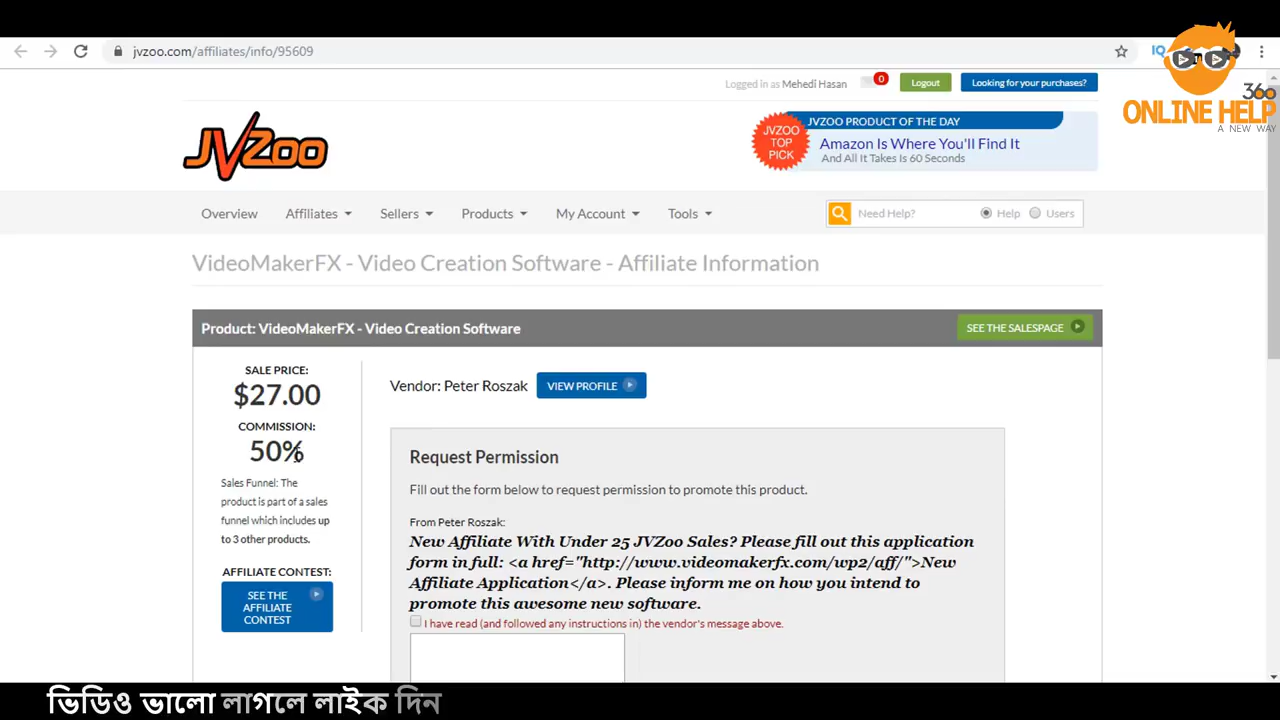 jvzoo.com/affiliates/info/95609
Logged in as Mehedi Hasan 0 Logout Looking for your purchases?
360
ONLINE HELP
A NEW WAY
JVZoo
JVZOO TOP PICK
JVZOO PRODUCT OF THE DAY
Amazon Is Where You'll Find It
And All It Takes Is 60 Seconds
Overview Affiliates Sellers Products My Account Tools Need Help? Help Users
VideoMakerFX - Video Creation Software - Affiliate Information
Product: VideoMakerFX - Video Creation Software SEE THE SALESPAGE
SALE PRICE:
$27.00
COMMISSION:
50%
Sales Funnel: The
product is part of a sales
funnel which includes up
to 3 other products.
AFFILIATE CONTEST:
SEE THE
AFFILIATE
CONTEST
Vendor: Peter Roszak VIEW PROFILE
Request Permission
Fill out the form below to request permission to promote this product.
From Peter Roszak:
New Affiliate With Under 25 JVZoo Sales? Please fill out this application
form in full: <a href="http://www.videomakerfx.com/wp2/aff/">New
Affiliate Application</a>. Please inform me on how you intend to
promote this awesome new software.
I have read (and followed any instructions in) the vendor's message above.
ভিডিও ভালো লাগলে লাইক দিন